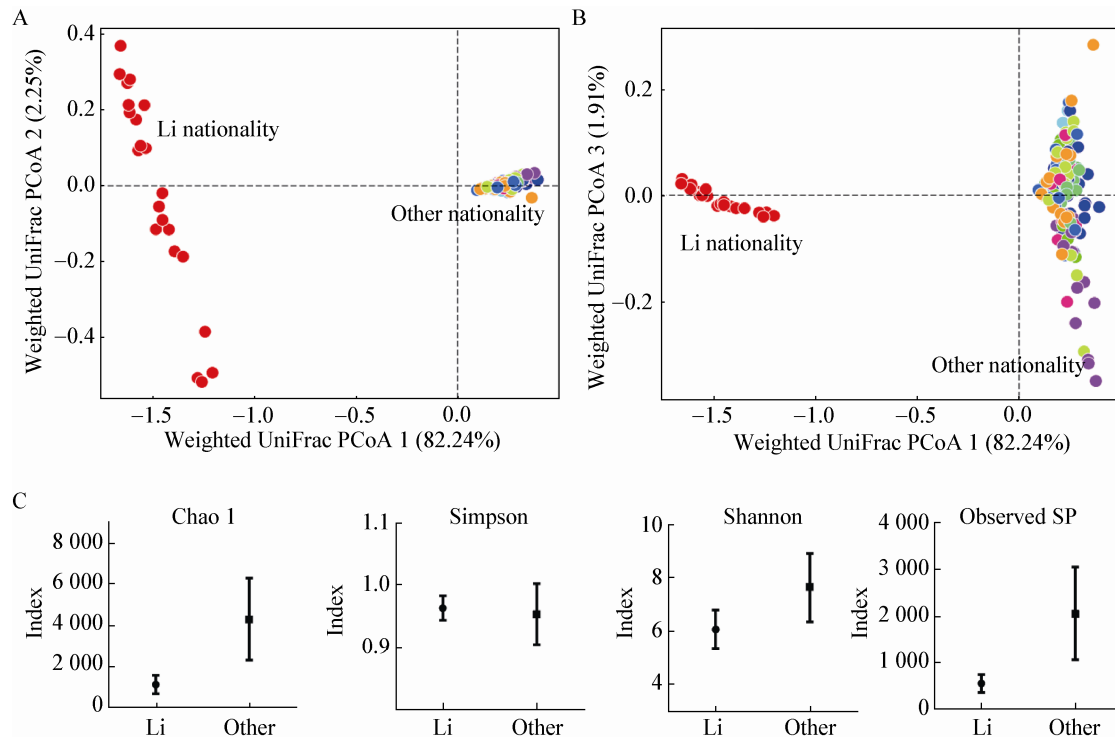 A
B
0.4
0.2
0.0
−0.2
−0.4
Weighted UniFrac PCoA 2 (2.25%)
Li nationality
Other nationality
−1.5
−1.0
−0.5
0.0
Weighted UniFrac PCoA 1 (82.24%)
0.2
0.0
−0.2
Weighted UniFrac PCoA 3 (1.91%)
Li nationality
Other nationality
−1.5
−1.0
−0.5
0.0
Weighted UniFrac PCoA 1 (82.24%)
C
Chao 1
8 000
6 000
4 000
2 000
0
Index
Li
Other
Simpson
1.1
1.0
0.9
Index
Li
Other
Shannon
10
8
6
4
Index
Li
Other
Observed SP
4 000
3 000
2 000
1 000
0
Index
Li
Other